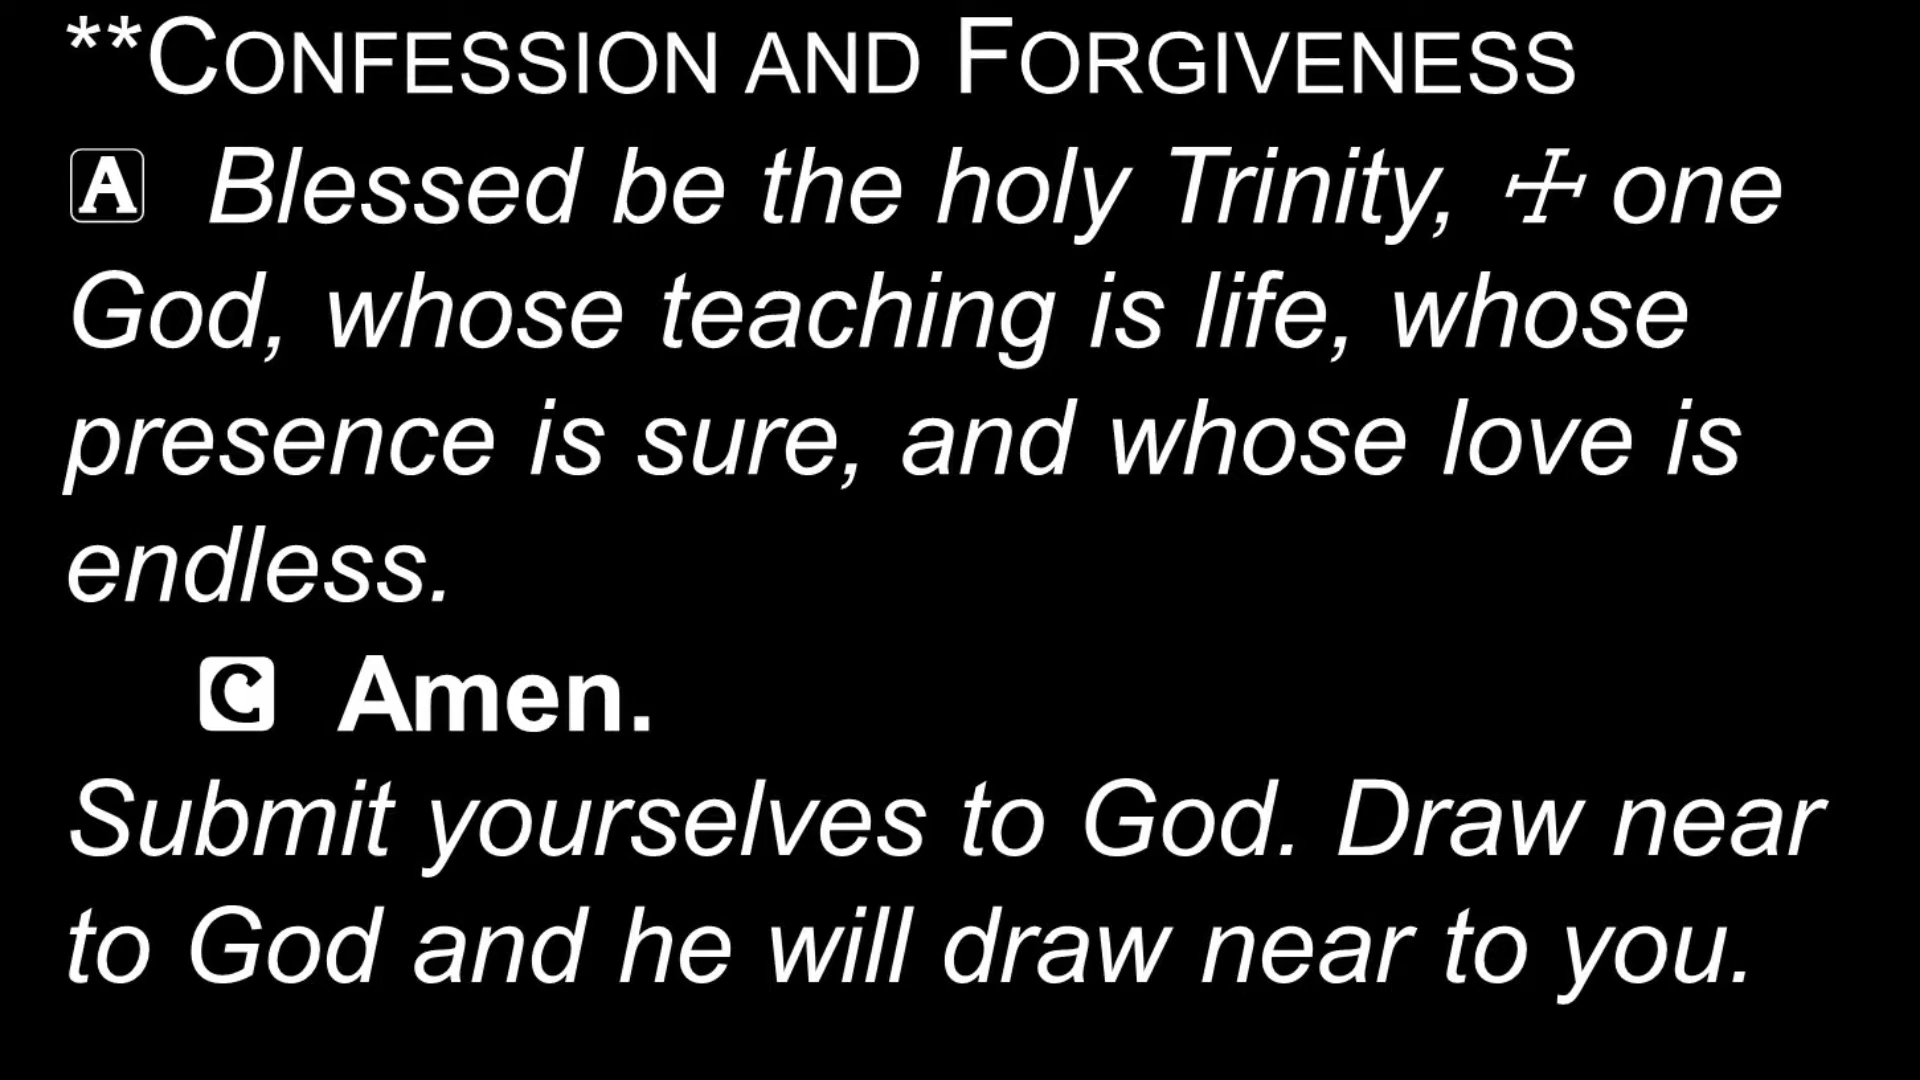 **CONFESSION AND FORGIVENESS
A Blessed be the holy Trinity, ☩ one
God, whose teaching is life, whose
presence is sure, and whose love is
endless.
C Amen.
Submit yourselves to God. Draw near
to God and he will draw near to you.